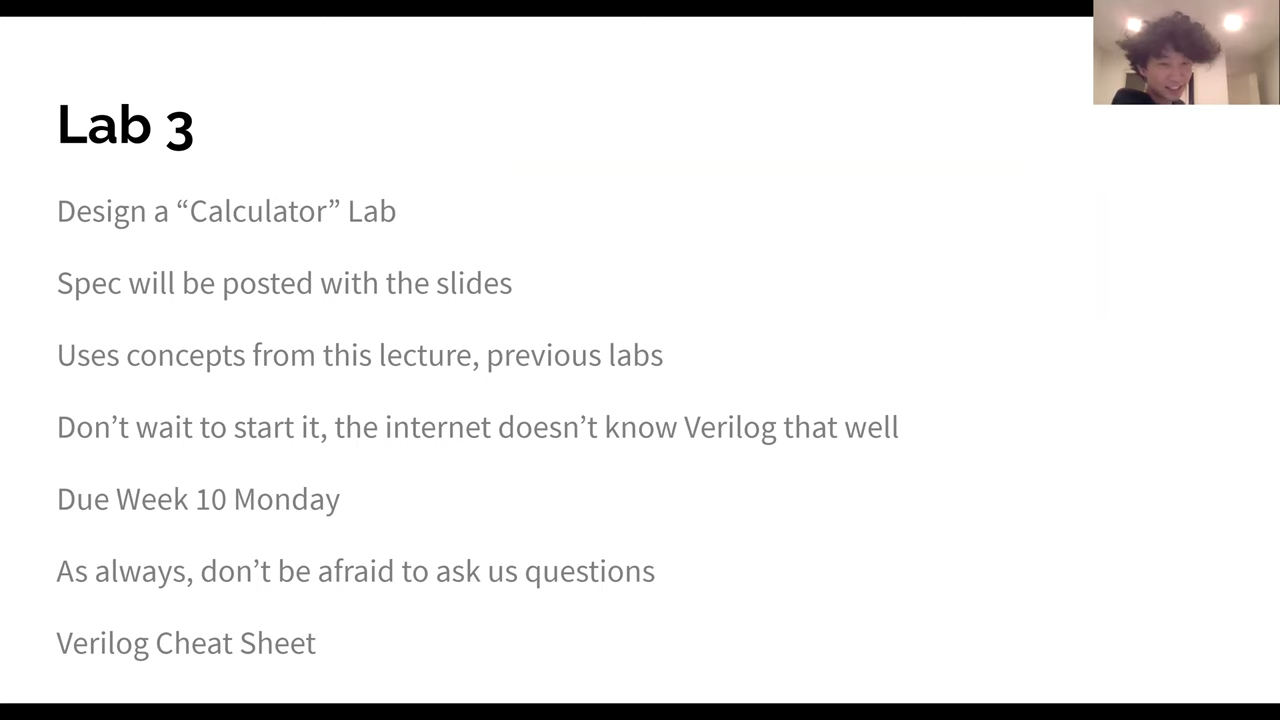 Lab 3
Design a “Calculator” Lab
Spec will be posted with the slides
Uses concepts from this lecture, previous labs
Don’t wait to start it, the internet doesn’t know Verilog that well
Due Week 10 Monday
As always, don’t be afraid to ask us questions
Verilog Cheat Sheet